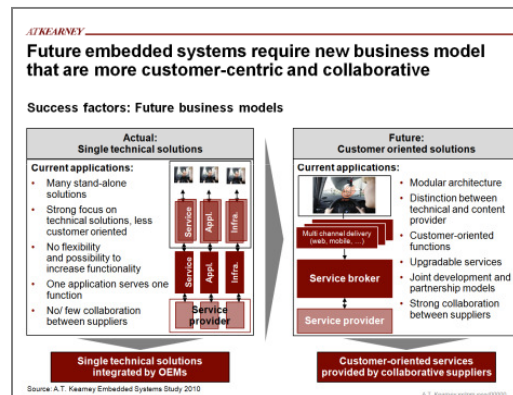 ATKEARNEY
Future embedded systems require new business model
that are more customer-centric and collaborative
Success factors: Future business models
Actual:
Single technical solutions
Current applications:
• Many stand-alone
solutions
• Strong focus on
technical solutions, less
customer oriented
• No flexibility
and possibility to
increase functionality
• One application serves one
function
• No/ few collaboration
between suppliers
Service
Appl.
Infra.
Service
Appl.
Infra.
Service
provider
Single technical solutions
integrated by OEMs
Future:
Customer oriented solutions
Current applications:
Multi channel delivery
(web, mobile, ...)
Service broker
Service provider
• Modular architecture
• Distinction between
technical and content
provider
• Customer-oriented
functions
• Upgradable services
• Joint development and
partnership models
• Strong collaboration
between suppliers
Customer-oriented services
provided by collaborative suppliers
Source: A.T. Kearney Embedded Systems Study 2010
A.T. Kearney